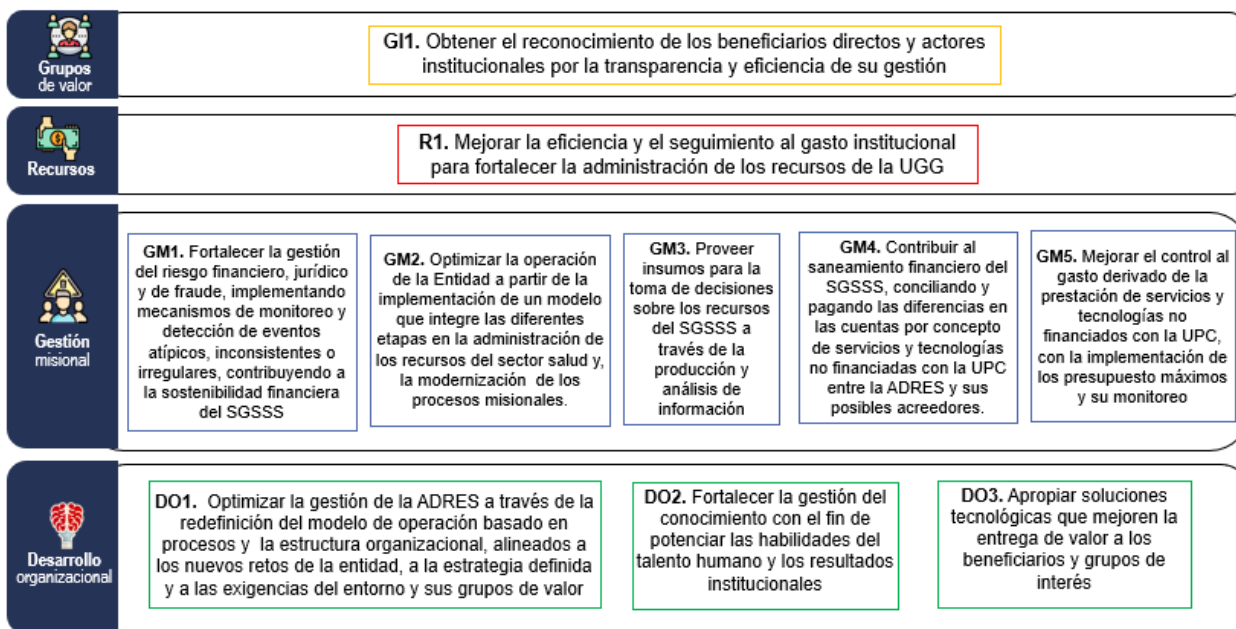 Grupos
de valor
GI1. Obtener el reconocimiento de los beneficiarios directos y actores
institucionales por la transparencia y eficiencia de su gestión
Recursos
R1. Mejorar la eficiencia y el seguimiento al gasto institucional
para fortalecer la administración de los recursos de la UGG
Gestión
misional
GM1. Fortalecer la gestión
del riesgo financiero, jurídico
y de fraude, implementando
mecanismos de monitoreo y
detección de eventos
atípicos, inconsistentes o
irregulares, contribuyendo a
la sostenibilidad financiera
del SGSSS
GM2. Optimizar la operación
de la Entidad a partir de la
implementación de un modelo
que integre las diferentes
etapas en la administración de
los recursos del sector salud y,
la modernización de los
procesos misionales.
GM3. Proveer
insumos para la
toma de decisiones
sobre los recursos
del SGSSS a
través de la
producción y
análisis de
información
GM4. Contribuir al
saneamiento financiero del
SGSSS, conciliando y
pagando las diferencias en
las cuentas por concepto
de servicios y tecnologías
no financiadas con la UPC
entre la ADRES y sus
posibles acreedores.
GM5. Mejorar el control al
gasto derivado de la
prestación de servicios y
tecnologías no
financiados con la UPC,
con la implementación de
los presupuesto máximos
y su monitoreo
Desarrollo
organizacional
DO1. Optimizar la gestión de la ADRES a través de la
redefinición del modelo de operación basado en
procesos y la estructura organizacional, alineados a
los nuevos retos de la entidad, a la estrategia definida
y a las exigencias del entorno y sus grupos de valor
DO2. Fortalecer la gestión del
conocimiento con el fin de
potenciar las habilidades del
talento humano y los resultados
institucionales
DO3. Apropiar soluciones
tecnológicas que mejoren la
entrega de valor a los
beneficiarios y grupos de
interés